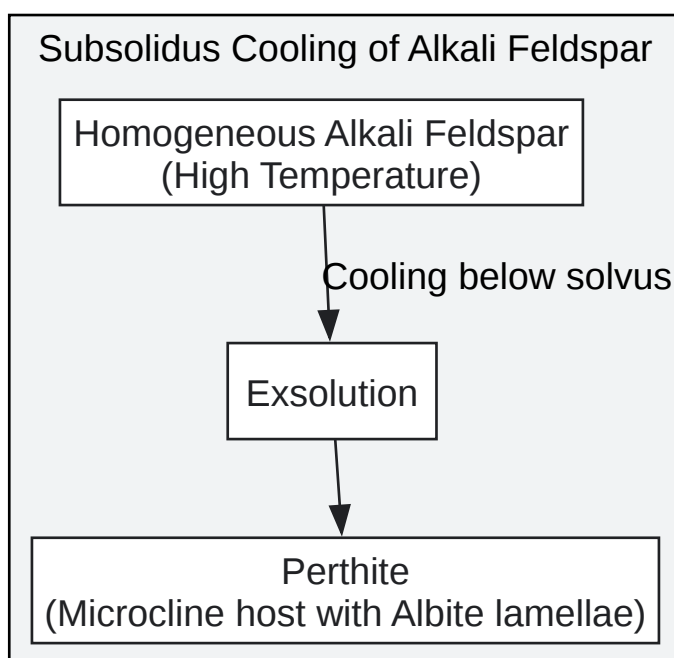 Subsolidus Cooling of Alkali Feldspar
Homogeneous Alkali Feldspar
(High Temperature)
Cooling below solvus
Exsolution
Perthite
(Microcline host with Albite lamellae)